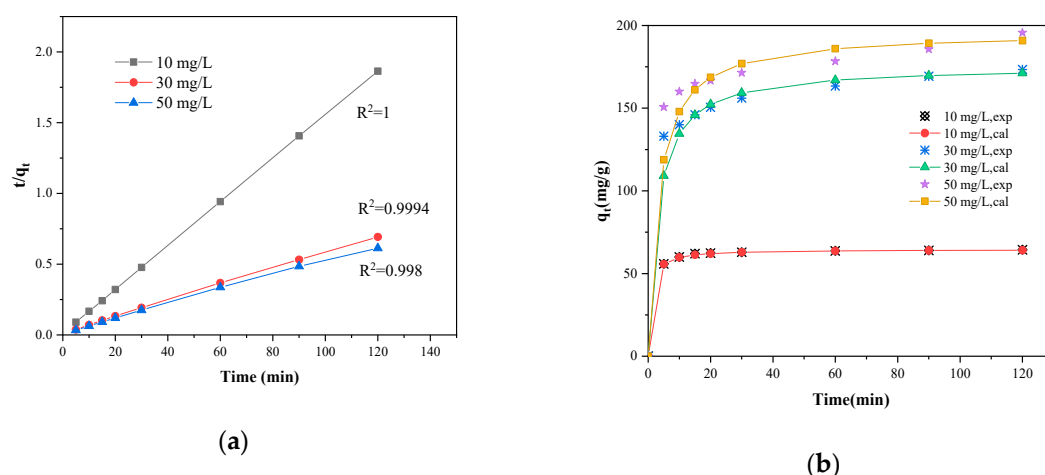 2.0
1.5
1.0
0.5
0.0
t/qt
10 mg/L
30 mg/L
50 mg/L
R²=1
R²=0.9994
R²=0.998
0 20 40 60 80 100 120 140
Time (min)
(a)
200
150
100
50
0
qt(mg/g)
10 mg/L,exp
10 mg/L,cal
30 mg/L,exp
30 mg/L,cal
50 mg/L,exp
50 mg/L,cal
0 20 40 60 80 100 120
Time(min)
(b)